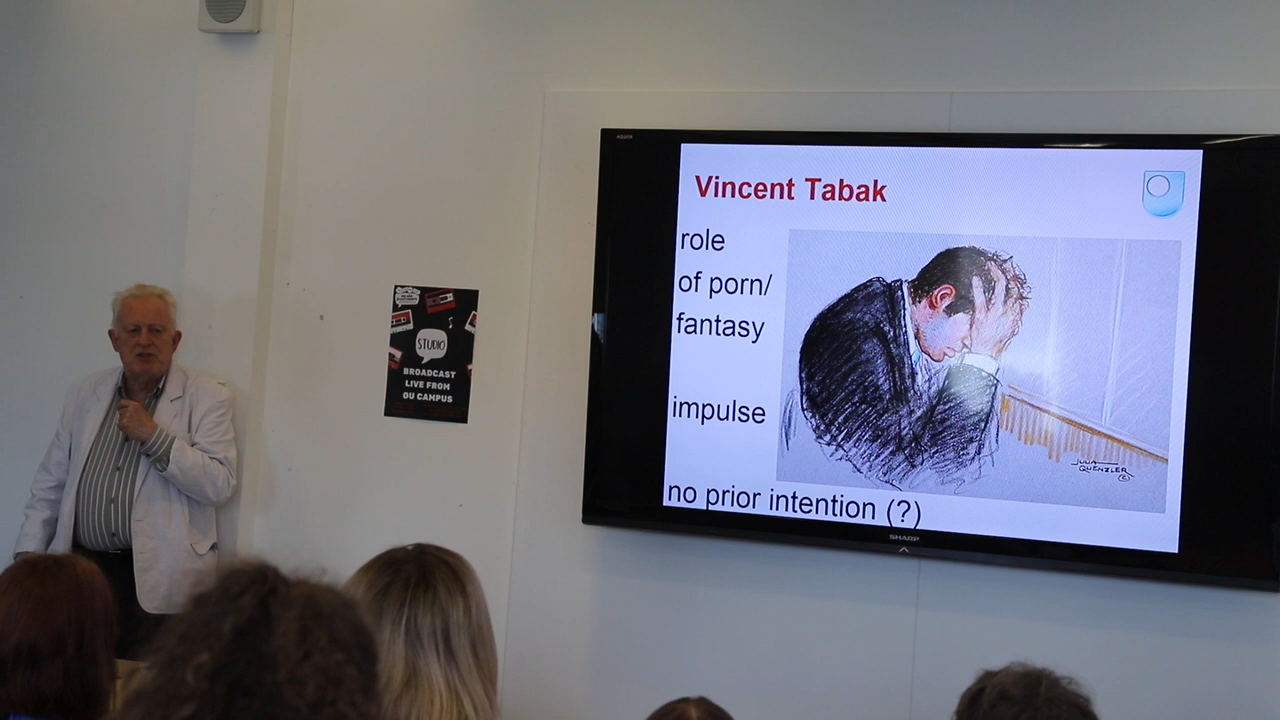 Vincent Tabak
role
of porn/
fantasy
impulse
no prior intention (?)
JULIA
QUENZLER
SHARP
STUDIO
BROADCAST
LIVE FROM
OU CAMPUS